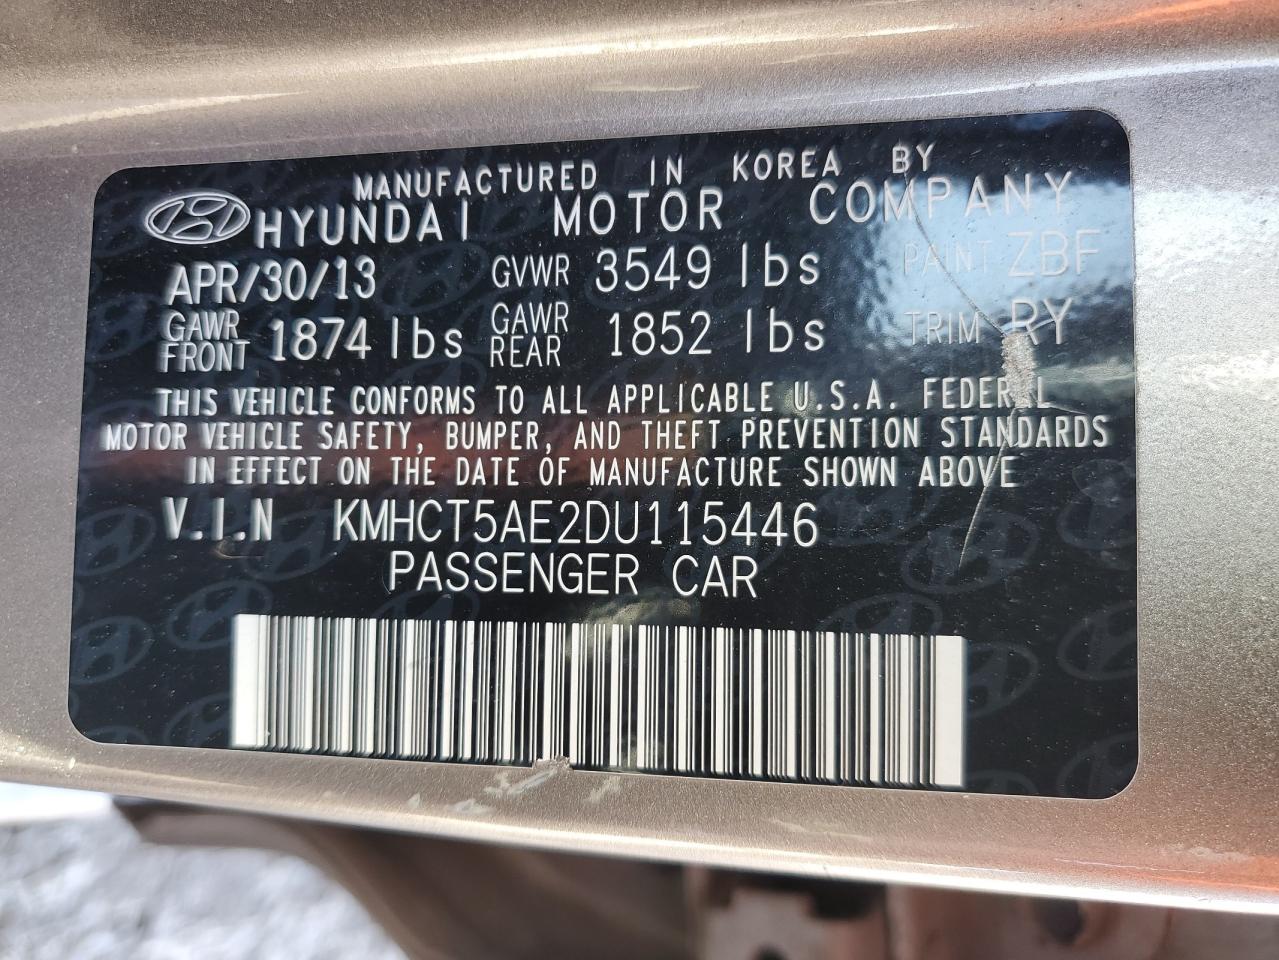 MANUFACTURED IN KOREA BY
HYUNDAI MOTOR COMPANY
APR/30/13 GVWR 3549 lbs PAINT ZBF
GAWR FRONT 1874 lbs GAWR REAR 1852 lbs TRIM RY
THIS VEHICLE CONFORMS TO ALL APPLICABLE U.S.A. FEDERAL
MOTOR VEHICLE SAFETY, BUMPER, AND THEFT PREVENTION STANDARDS
IN EFFECT ON THE DATE OF MANUFACTURE SHOWN ABOVE
V.I.N KMHCT5AE2DU115446
PASSENGER CAR